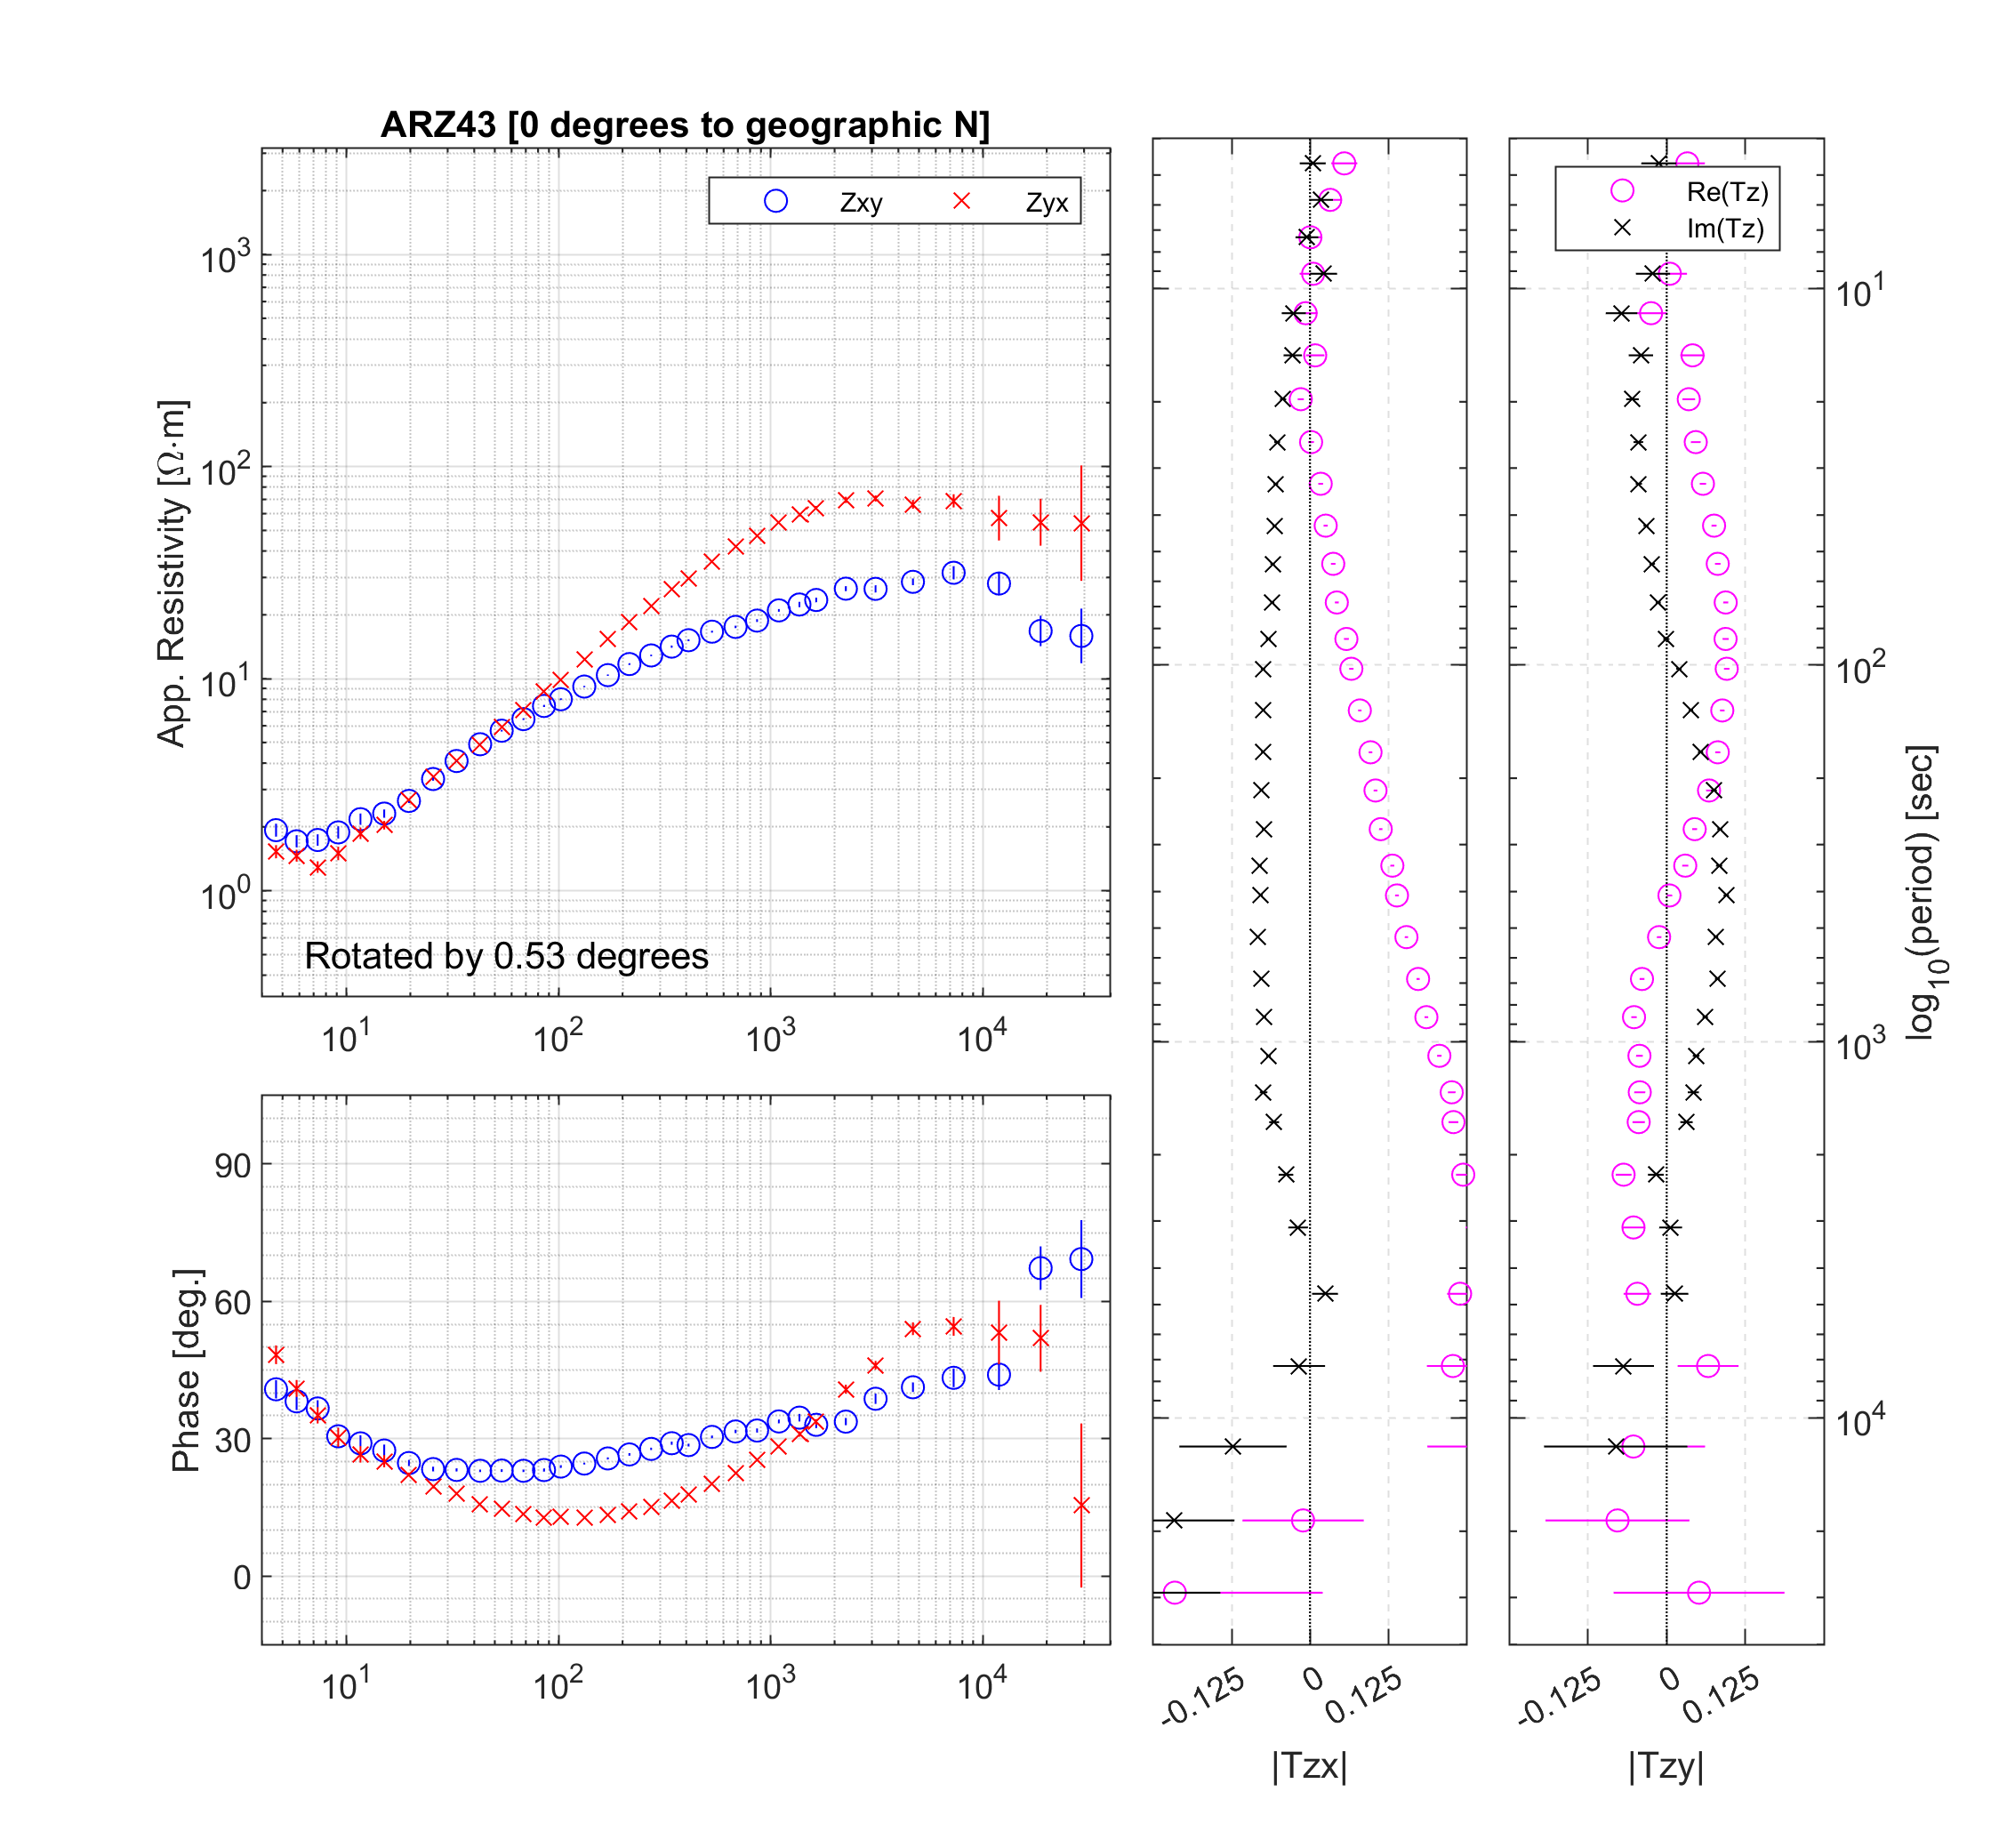 ARZ43 [0 degrees to geographic N]
Zxy Zyx
App. Resistivity [Ω·m]
10³
10²
10¹
10⁰
Rotated by 0.53 degrees
10¹ 10² 10³ 10⁴
Phase [deg.]
90
60
30
0
10¹ 10² 10³ 10⁴
-0.125 0 0.125
|Tzx|
Re(Tz)
Im(Tz)
-0.125 0 0.125
|Tzy|
10¹
10²
10³
10⁴
log₁₀(period) [sec]